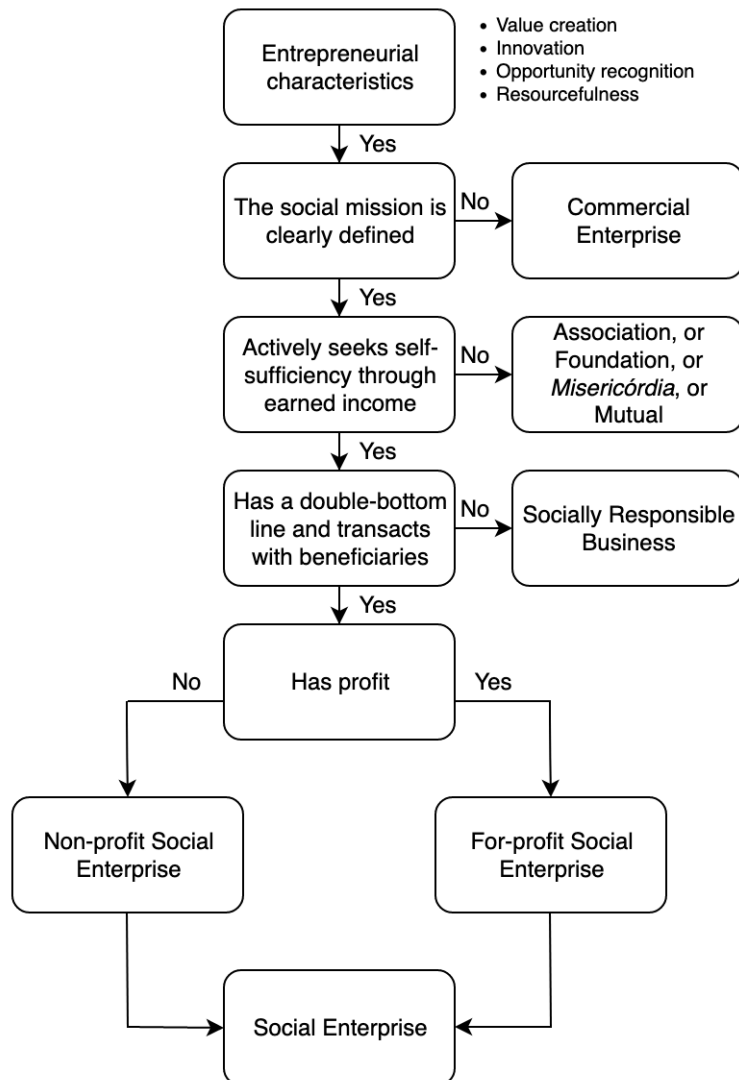 Entrepreneurial
characteristics
• Value creation
• Innovation
• Opportunity recognition
• Resourcefulness
Yes
The social mission is
clearly defined
No
Commercial
Enterprise
Yes
Actively seeks self-
sufficiency through
earned income
No
Association, or
Foundation, or
Misericórdia, or
Mutual
Yes
Has a double-bottom
line and transacts
with beneficiaries
No
Socially Responsible
Business
Yes
Has profit
No
Yes
Non-profit Social
Enterprise
For-profit Social
Enterprise
Social Enterprise